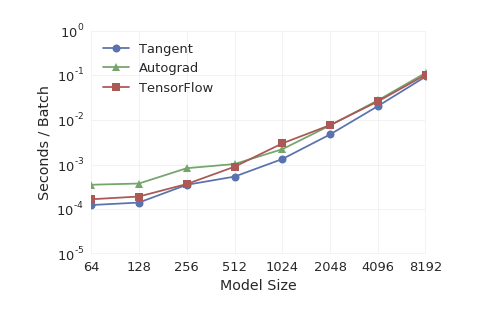 10^0
Tangent
Autograd
TensorFlow
10^-1
10^-2
10^-3
10^-4
10^-5
Seconds / Batch
64 128 256 512 1024 2048 4096 8192
Model Size